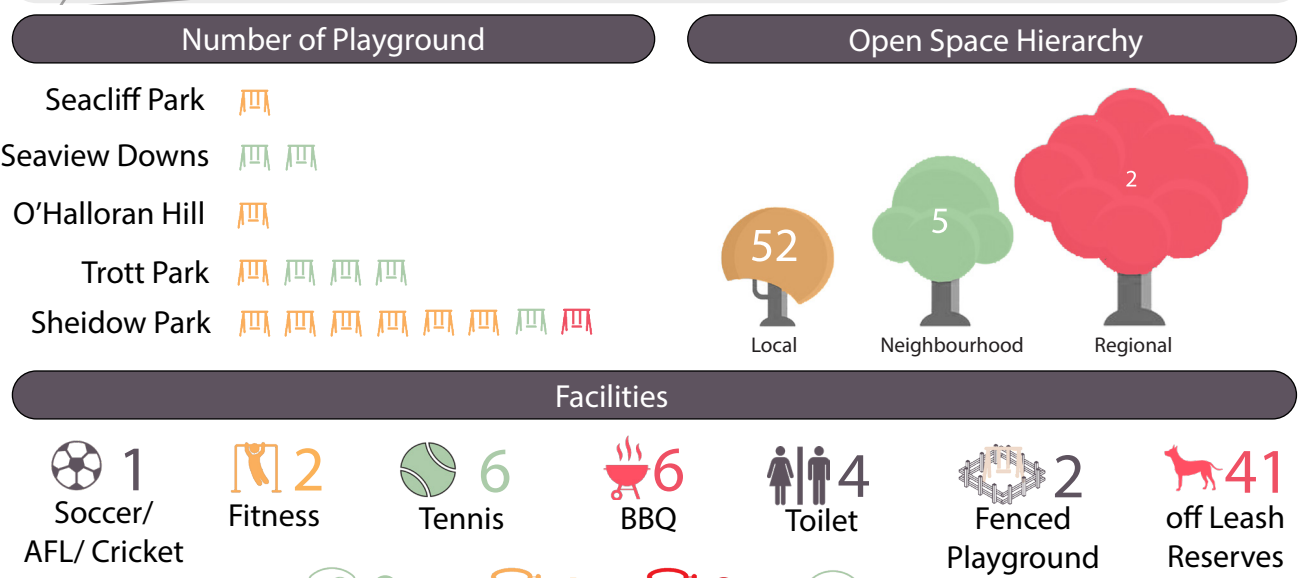 Number of Playground
Open Space Hierarchy
Seacliff Park
Seaview Downs
O'Halloran Hill
Trott Park
Sheidow Park
52
5
2
Local
Neighbourhood
Regional
Facilities
1
Soccer/
AFL/ Cricket
2
Fitness
6
Tennis
6
BBQ
4
Toilet
2
Fenced
Playground
41
off Leash
Reserves